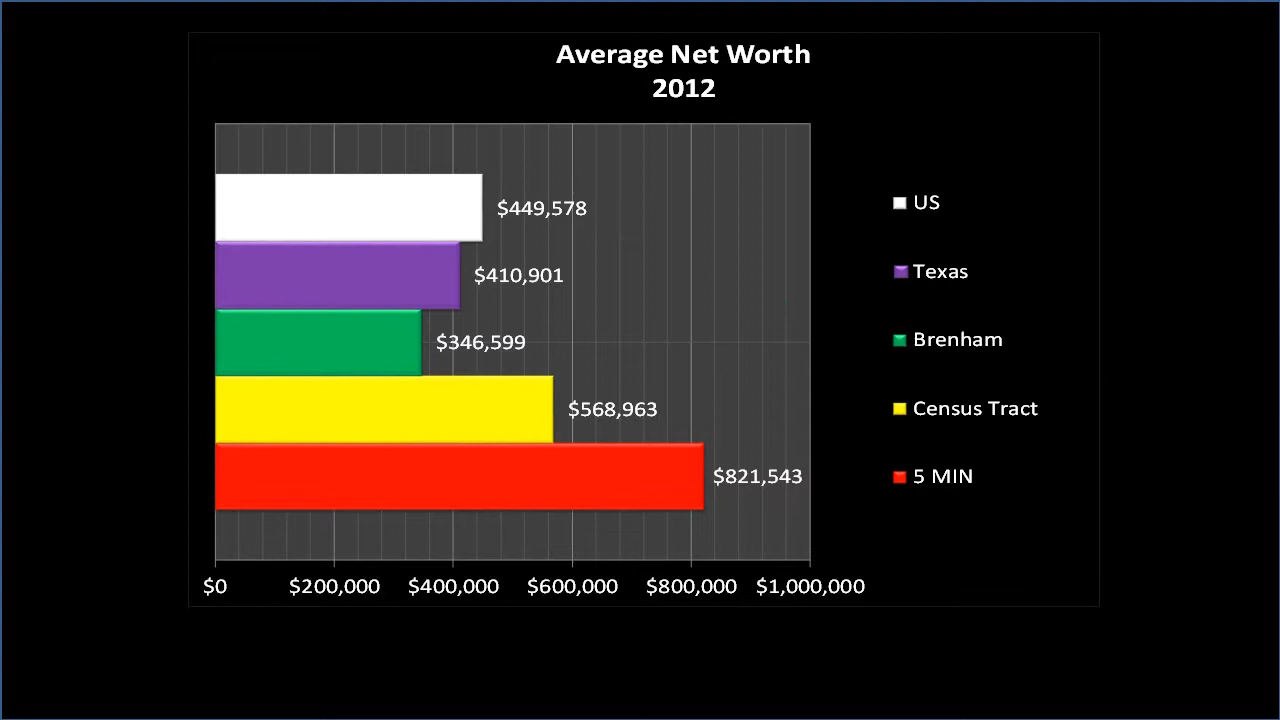 Average Net Worth
2012
$449,578
$410,901
$346,599
$568,963
$821,543
$0 $200,000 $400,000 $600,000 $800,000 $1,000,000
US
Texas
Brenham
Census Tract
5 MIN